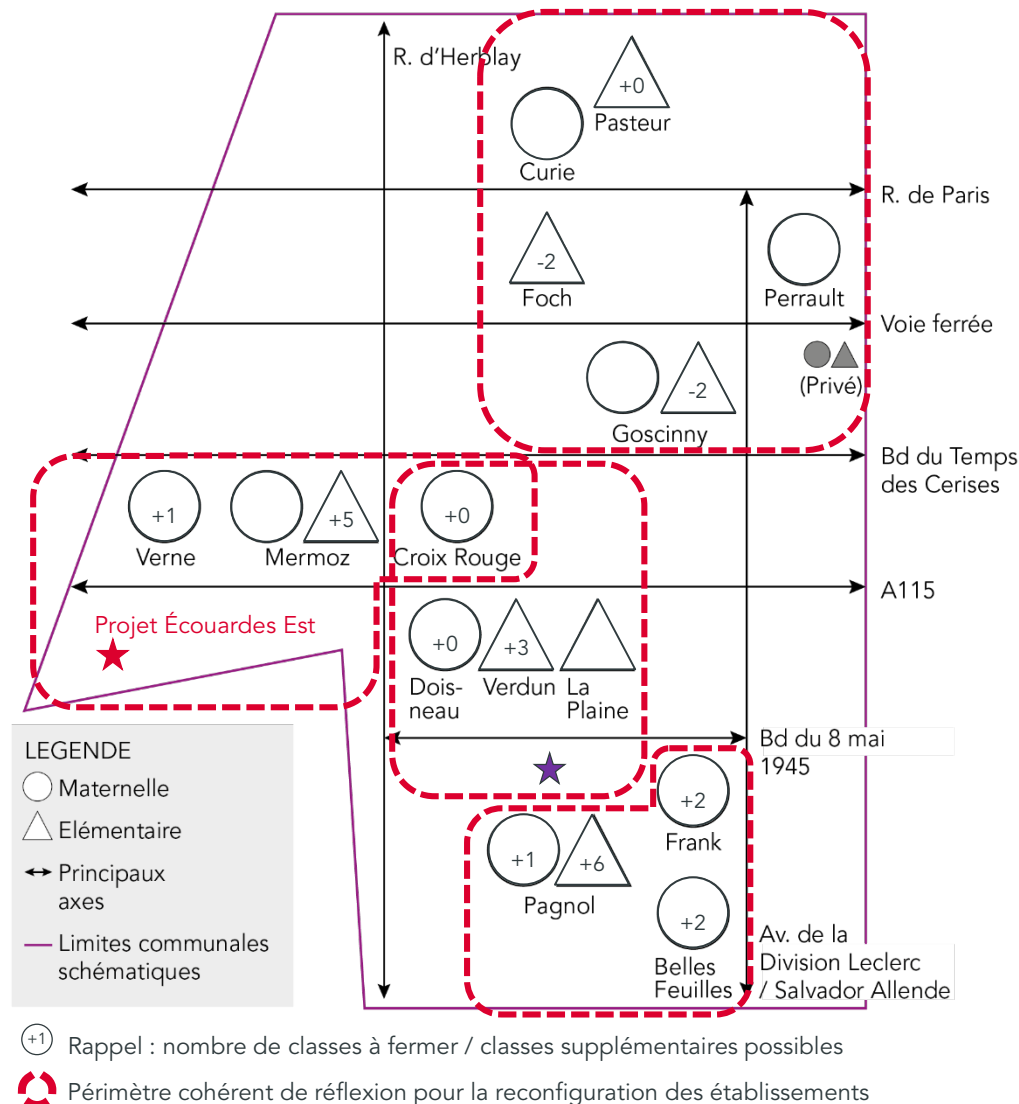 R. d'Herblay
+0
Pasteur
Curie
R. de Paris
-2
Foch
Perrault
Voie ferrée
(Privé)
-2
Goscinny
Bd du Temps
des Cerises
+1
Verne
+5
Mermoz
+0
Croix Rouge
A115
Projet Écouardes Est
+0
Dois-
neau
+3
Verdun
La
Plaine
Bd du 8 mai
1945
+2
Frank
+1
+6
Pagnol
+2
Belles
Feuilles
Av. de la
Division Leclerc
/ Salvador Allende
LEGENDE
Maternelle
Elémentaire
Principaux
axes
Limites communales
schématiques
+1 Rappel : nombre de classes à fermer / classes supplémentaires possibles
Périmètre cohérent de réflexion pour la reconfiguration des établissements